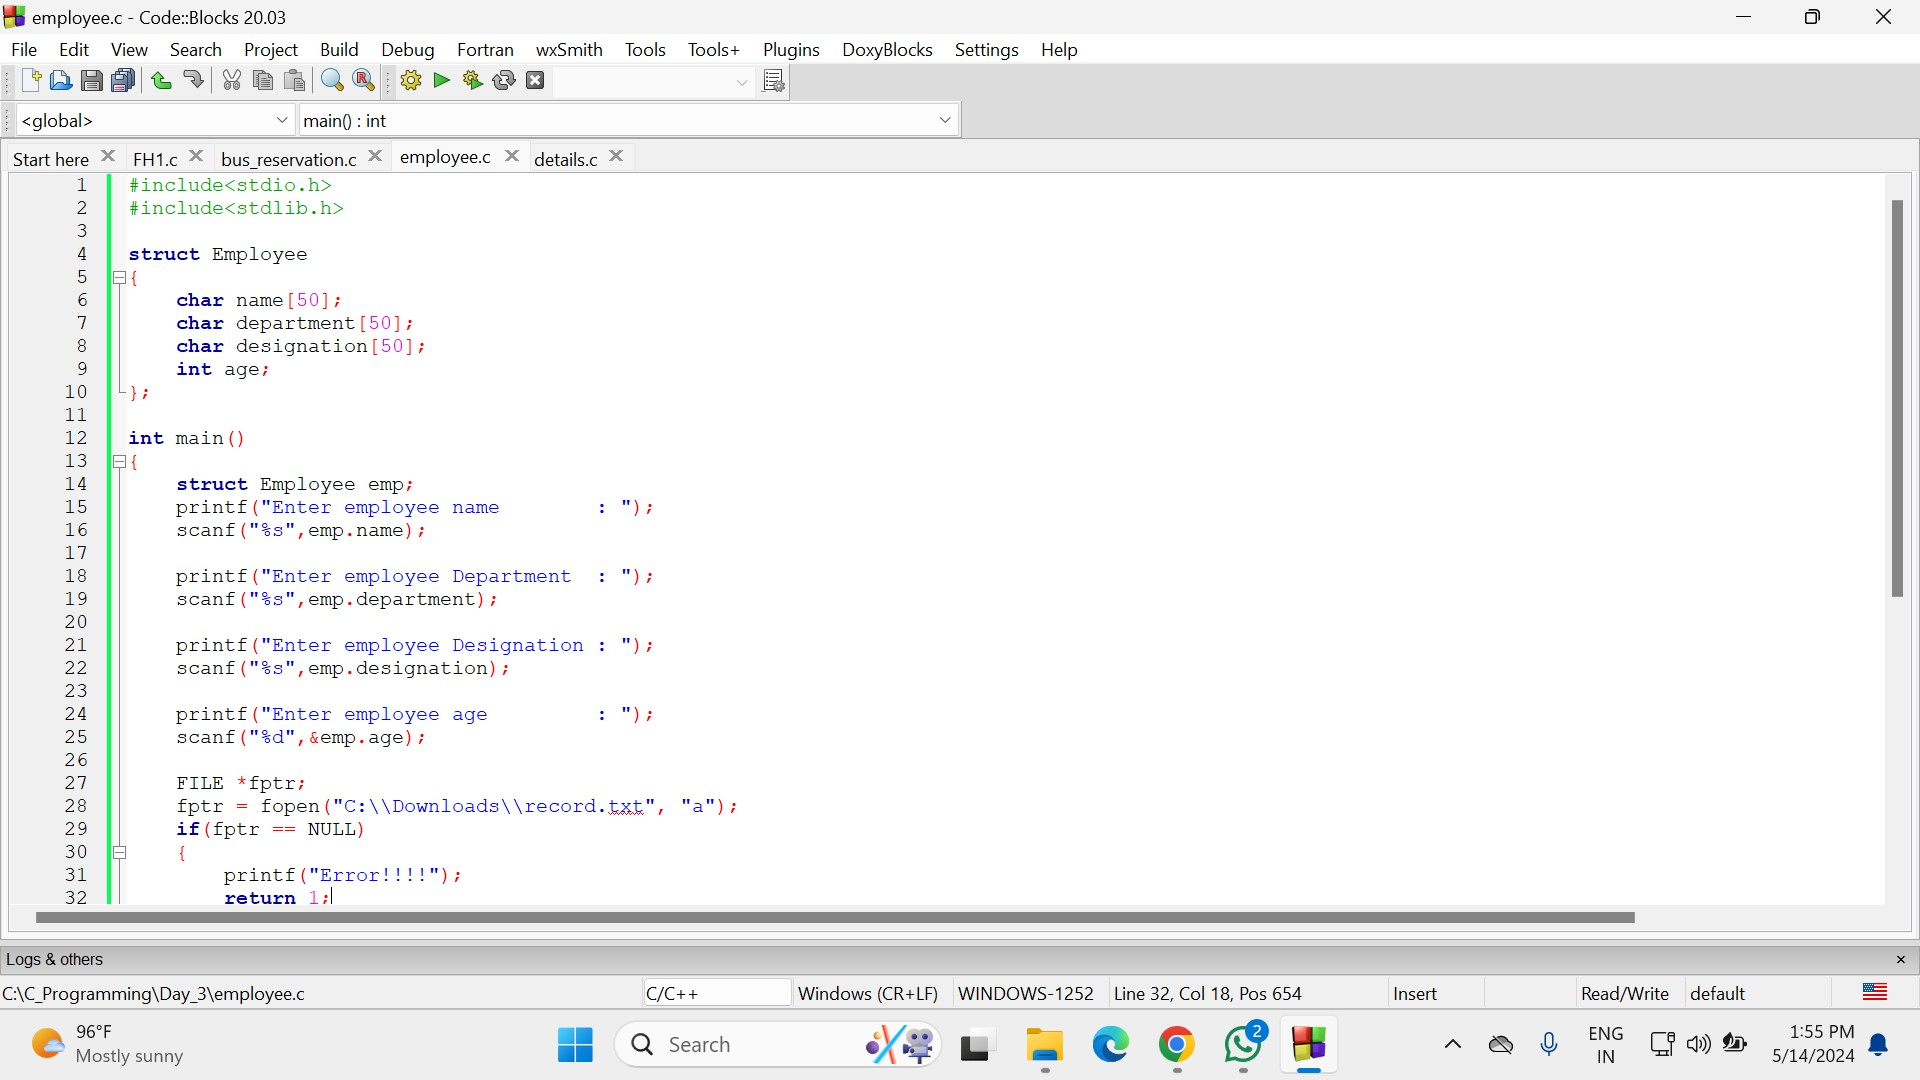 employee.c - Code::Blocks 20.03
File Edit View Search Project Build Debug Fortran wxSmith Tools Tools+ Plugins DoxyBlocks Settings Help
<global> main() : int
Start here FH1.c bus_reservation.c employee.c details.c
1 #include<stdio.h>
2 #include<stdlib.h>
3
4 struct Employee
5 {
6 char name[50];
7 char department[50];
8 char designation[50];
9 int age;
10 };
11
12 int main()
13 {
14 struct Employee emp;
15 printf("Enter employee name        : ");
16 scanf("%s",emp.name);
17
18 printf("Enter employee Department  : ");
19 scanf("%s",emp.department);
20
21 printf("Enter employee Designation : ");
22 scanf("%s",emp.designation);
23
24 printf("Enter employee age         : ");
25 scanf("%d",&emp.age);
26
27 FILE *fptr;
28 fptr = fopen("C:\\Downloads\\record.txt", "a");
29 if(fptr == NULL)
30 {
31 printf("Error!!!!");
32 return 1;
Logs & others
C:\C_Programming\Day_3\employee.c C/C++ Windows (CR+LF) WINDOWS-1252 Line 32, Col 18, Pos 654 Insert Read/Write default
96°F
Mostly sunny
Search
2
ENG
IN
1:55 PM
5/14/2024